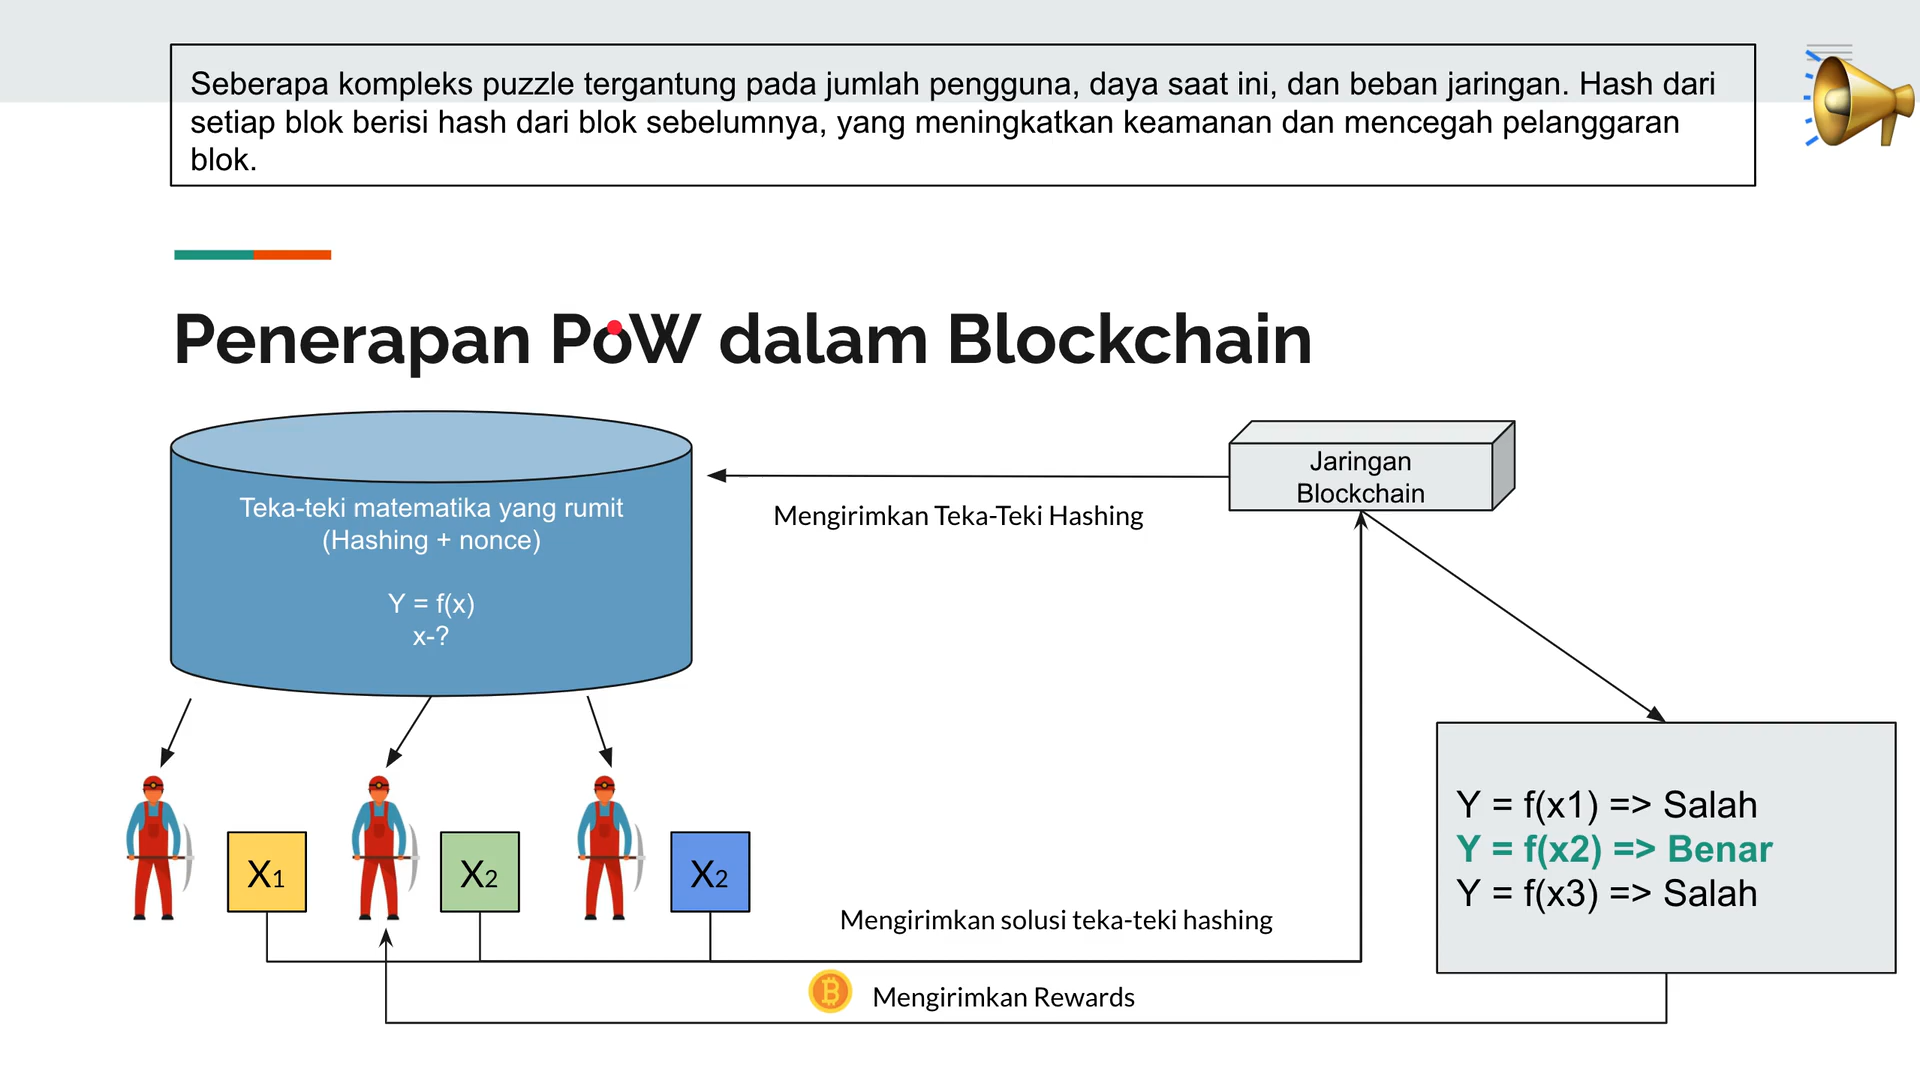 Seberapa kompleks puzzle tergantung pada jumlah pengguna, daya saat ini, dan beban jaringan. Hash dari
setiap blok berisi hash dari blok sebelumnya, yang meningkatkan keamanan dan mencegah pelanggaran
blok.
Penerapan PoW dalam Blockchain
Teka-teki matematika yang rumit
(Hashing + nonce)
Y = f(x)
x-?
Mengirimkan Teka-Teki Hashing
Jaringan
Blockchain
X1
X2
X2
Mengirimkan solusi teka-teki hashing
Mengirimkan Rewards
Y = f(x1) => Salah
Y = f(x2) => Benar
Y = f(x3) => Salah